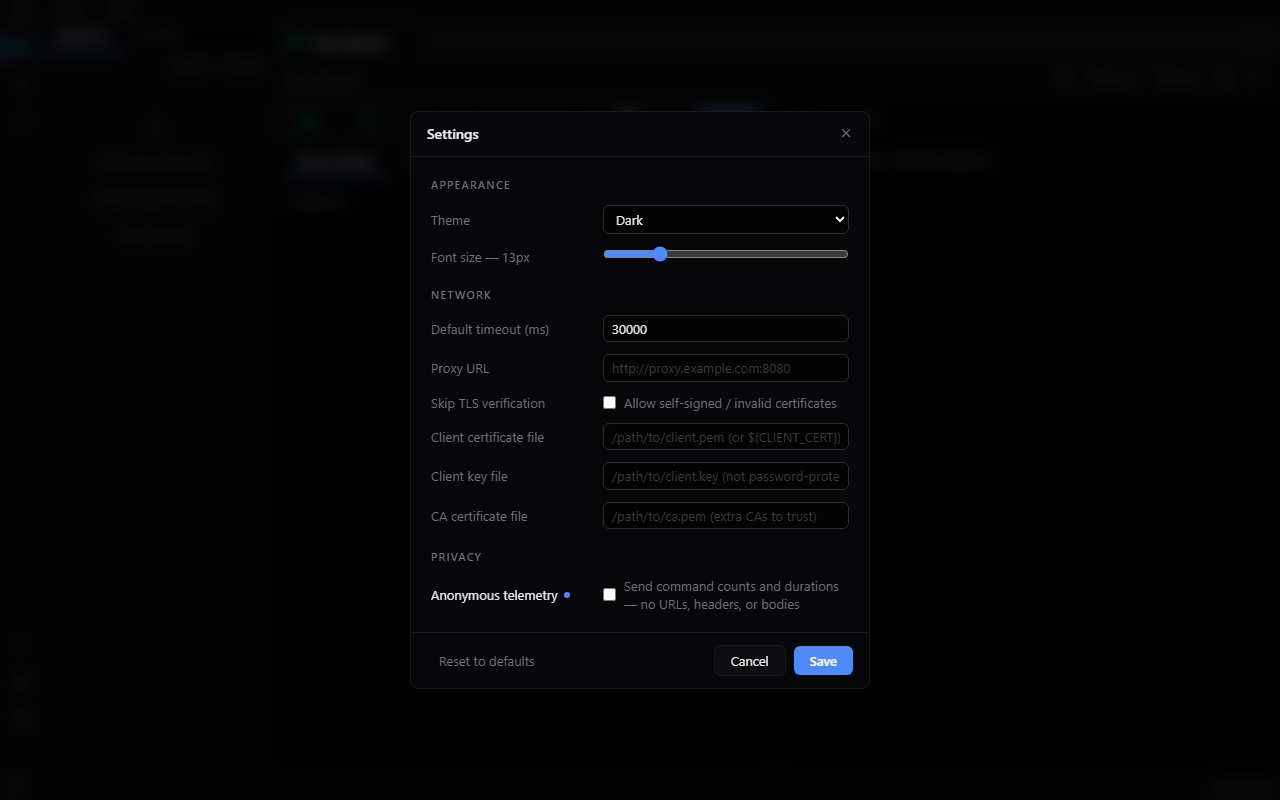 Settings
×
APPEARANCE
Theme
Dark
Font size — 13px
NETWORK
Default timeout (ms)
30000
Proxy URL
http://proxy.example.com:8080
Skip TLS verification
Allow self-signed / invalid certificates
Client certificate file
/path/to/client.pem (or ${CLIENT_CERT})
Client key file
/path/to/client.key (not password-prote
CA certificate file
/path/to/ca.pem (extra CAs to trust)
PRIVACY
Anonymous telemetry
Send command counts and durations
— no URLs, headers, or bodies
Reset to defaults
Cancel
Save